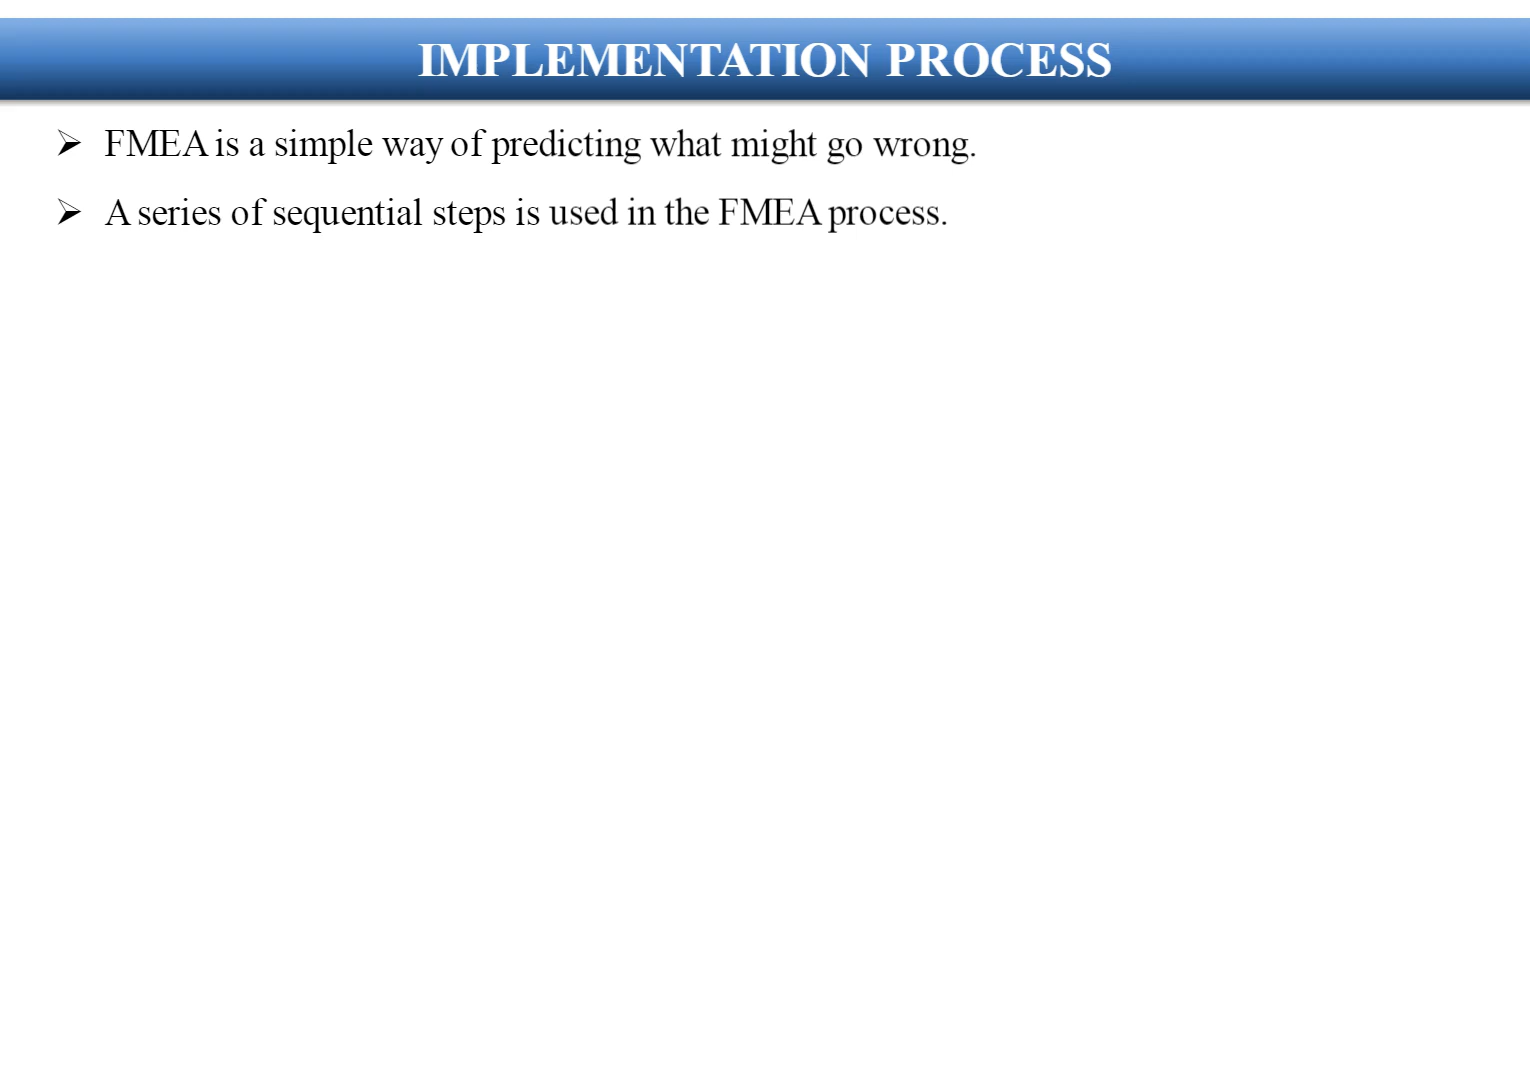 IMPLEMENTATION PROCESS
➢ FMEA is a simple way of predicting what might go wrong.
➢ A series of sequential steps is used in the FMEA process.